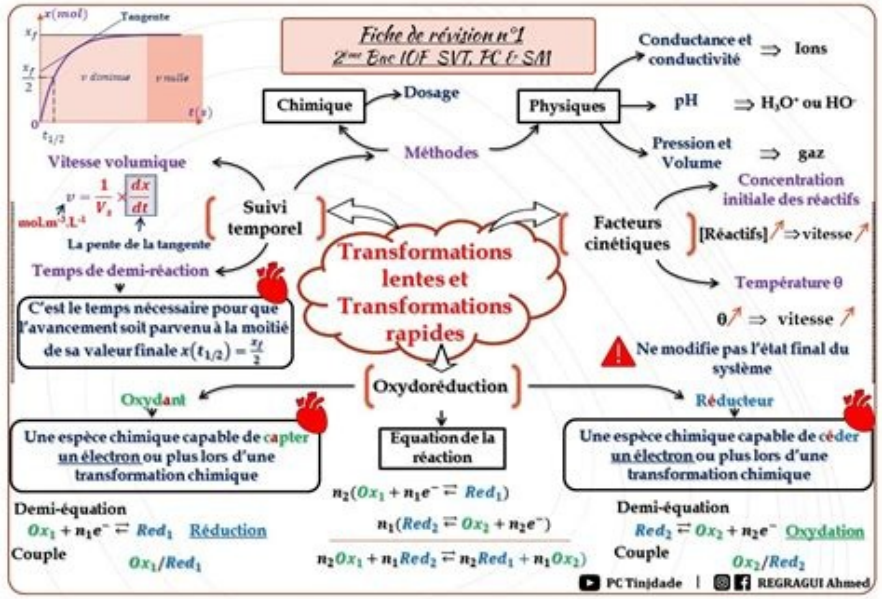 Fiche de révision n°1
2ème Bac IOF SVT, PC & SM
x(mol)
Tangente
x_f
x_f/2
v diminue
v nulle
0
t_{1/2}
t(s)
Chimique
Dosage
Physiques
Méthodes
Conductance et
conductivité
⇒ Ions
pH
⇒ H₃O⁺ ou HO⁻
Pression et
Volume
⇒ gaz
Vitesse volumique
v = 1/V_s × dx/dt
mol.m⁻³.L⁻¹
La pente de la tangente
Suivi
temporel
Temps de demi-réaction
C'est le temps nécessaire pour que
l'avancement soit parvenu à la moitié
de sa valeur finale x(t_{1/2}) = x_f/2
Transformations
lentes et
Transformations
rapides
Facteurs
cinétiques
Concentration
initiale des réactifs
[Réactifs]↗ ⇒ vitesse ↗
Température θ
θ↗ ⇒ vitesse ↗
Ne modifie pas l'état final du
système
Oxydoréduction
Oxydant
Une espèce chimique capable de capter
un électron ou plus lors d'une
transformation chimique
Demi-équation
Ox₁ + n₁e⁻ ⇄ Red₁ Réduction
Couple
Ox₁/Red₁
Equation de la
réaction
n₂(Ox₁ + n₁e⁻ ⇄ Red₁)
n₁(Red₂ ⇄ Ox₂ + n₂e⁻)
n₂Ox₁ + n₁Red₂ ⇄ n₂Red₁ + n₁Ox₂)
Réducteur
Une espèce chimique capable de céder
un électron ou plus lors d'une
transformation chimique
Demi-équation
Red₂ ⇄ Ox₂ + n₂e⁻ Oxydation
Couple
Ox₂/Red₂
PC Tinjdade | REGRAGUI Ahmed